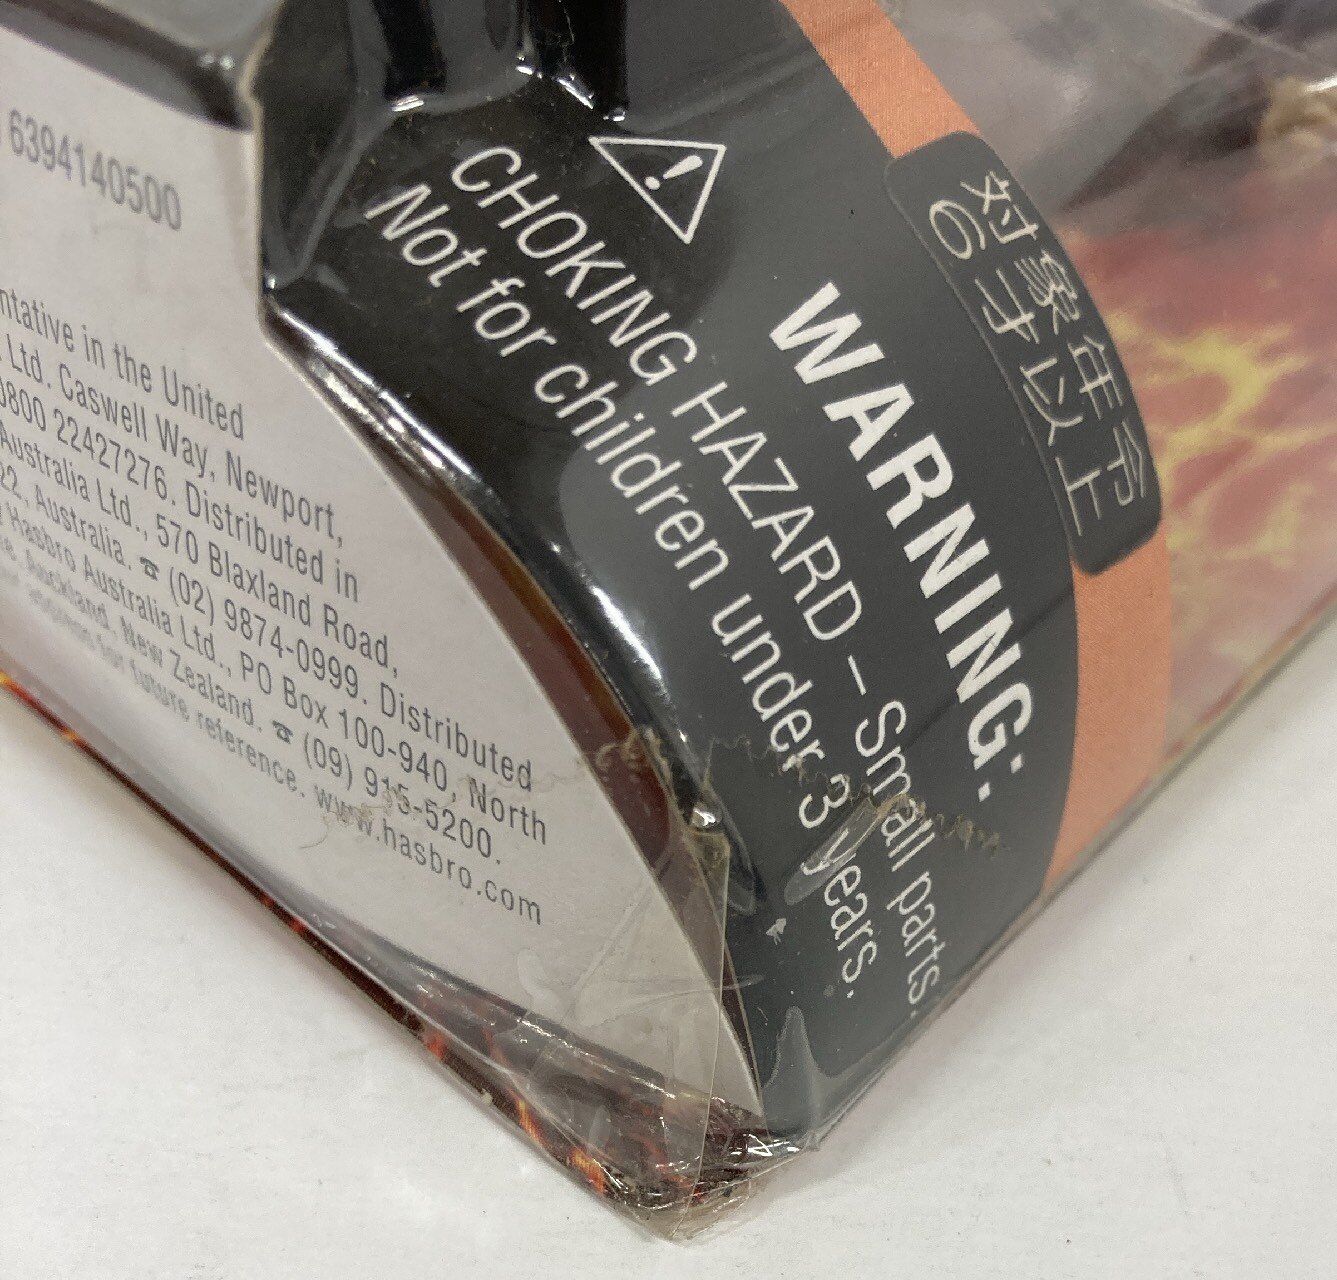 6394140500
ntative in the United
Ltd. Caswell Way, Newport,
0800 22427276. Distributed in
Australia Ltd., 570 Blaxland Road,
22, Australia. ☎ (02) 9874-0999. Distributed
Hasbro Australia Ltd., PO Box 100-940, North
Auckland, New Zealand. ☎ (09) 915-5200.
for future reference. www.hasbro.com
WARNING:
CHOKING HAZARD – Small parts.
Not for children under 3 years.
対象年令
6才以上